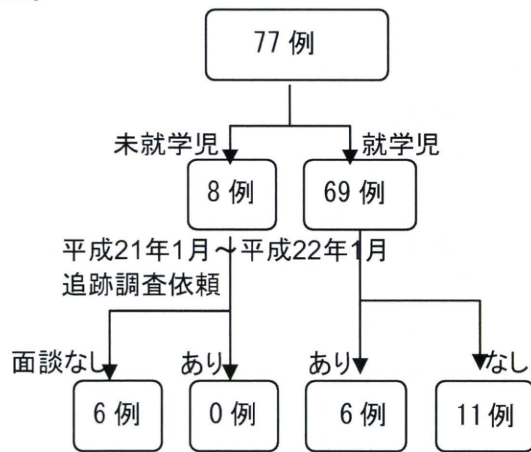 77 例
未就学児
就学児
8 例
69 例
平成21年1月～平成22年1月
追跡調査依頼
面談なし
あり
あり
なし
6 例
0 例
6 例
11 例